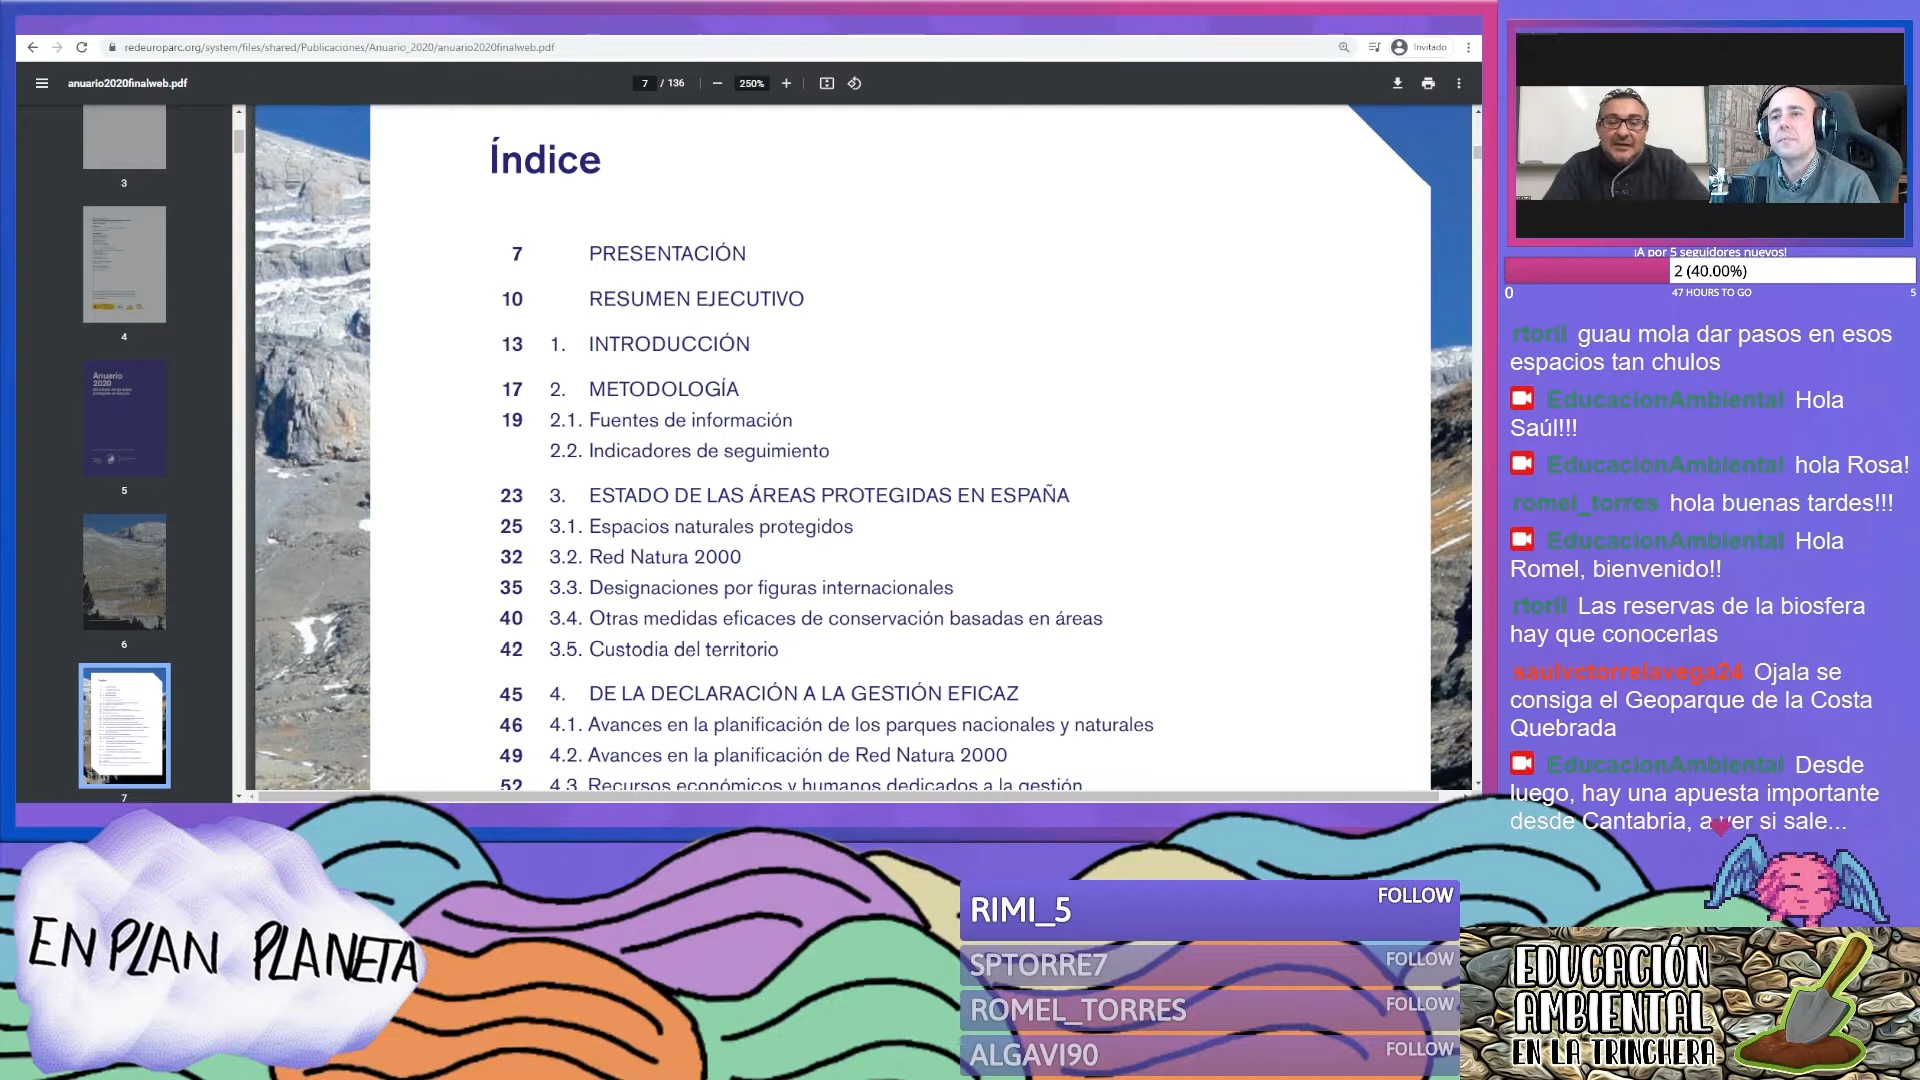 redeuroparc.org/system/files/shared/Publicaciones/Anuario_2020/anuario2020finalweb.pdf
Invitado
anuario2020finalweb.pdf
7 / 136
250%
3
4
Anuario
2020
5
6
7
Índice
7 PRESENTACIÓN
10 RESUMEN EJECUTIVO
13 1. INTRODUCCIÓN
17 2. METODOLOGÍA
19 2.1. Fuentes de información
2.2. Indicadores de seguimiento
23 3. ESTADO DE LAS ÁREAS PROTEGIDAS EN ESPAÑA
25 3.1. Espacios naturales protegidos
32 3.2. Red Natura 2000
35 3.3. Designaciones por figuras internacionales
40 3.4. Otras medidas eficaces de conservación basadas en áreas
42 3.5. Custodia del territorio
45 4. DE LA DECLARACIÓN A LA GESTIÓN EFICAZ
46 4.1. Avances en la planificación de los parques nacionales y naturales
49 4.2. Avances en la planificación de Red Natura 2000
52 4.3. Recursos económicos y humanos dedicados a la gestión
¡A por 5 seguidores nuevos!
2 (40.00%)
0 47 HOURS TO GO 5
rtorii guau mola dar pasos en esos
espacios tan chulos
EducacionAmbiental Hola
Saúl!!!
EducacionAmbiental hola Rosa!
romel_torres hola buenas tardes!!!
EducacionAmbiental Hola
Romel, bienvenido!!
rtorii Las reservas de la biosfera
hay que conocerlas
saulvctorrelavega24 Ojala se
consiga el Geoparque de la Costa
Quebrada
EducacionAmbiental Desde
luego, hay una apuesta importante
desde Cantabria, a ver si sale...
EN PLAN PLANETA
RIMI_5 FOLLOW
SPTORRE7 FOLLOW
ROMEL_TORRES FOLLOW
ALGAVI90 FOLLOW
EDUCACIÓN
AMBIENTAL
EN LA TRINCHERA